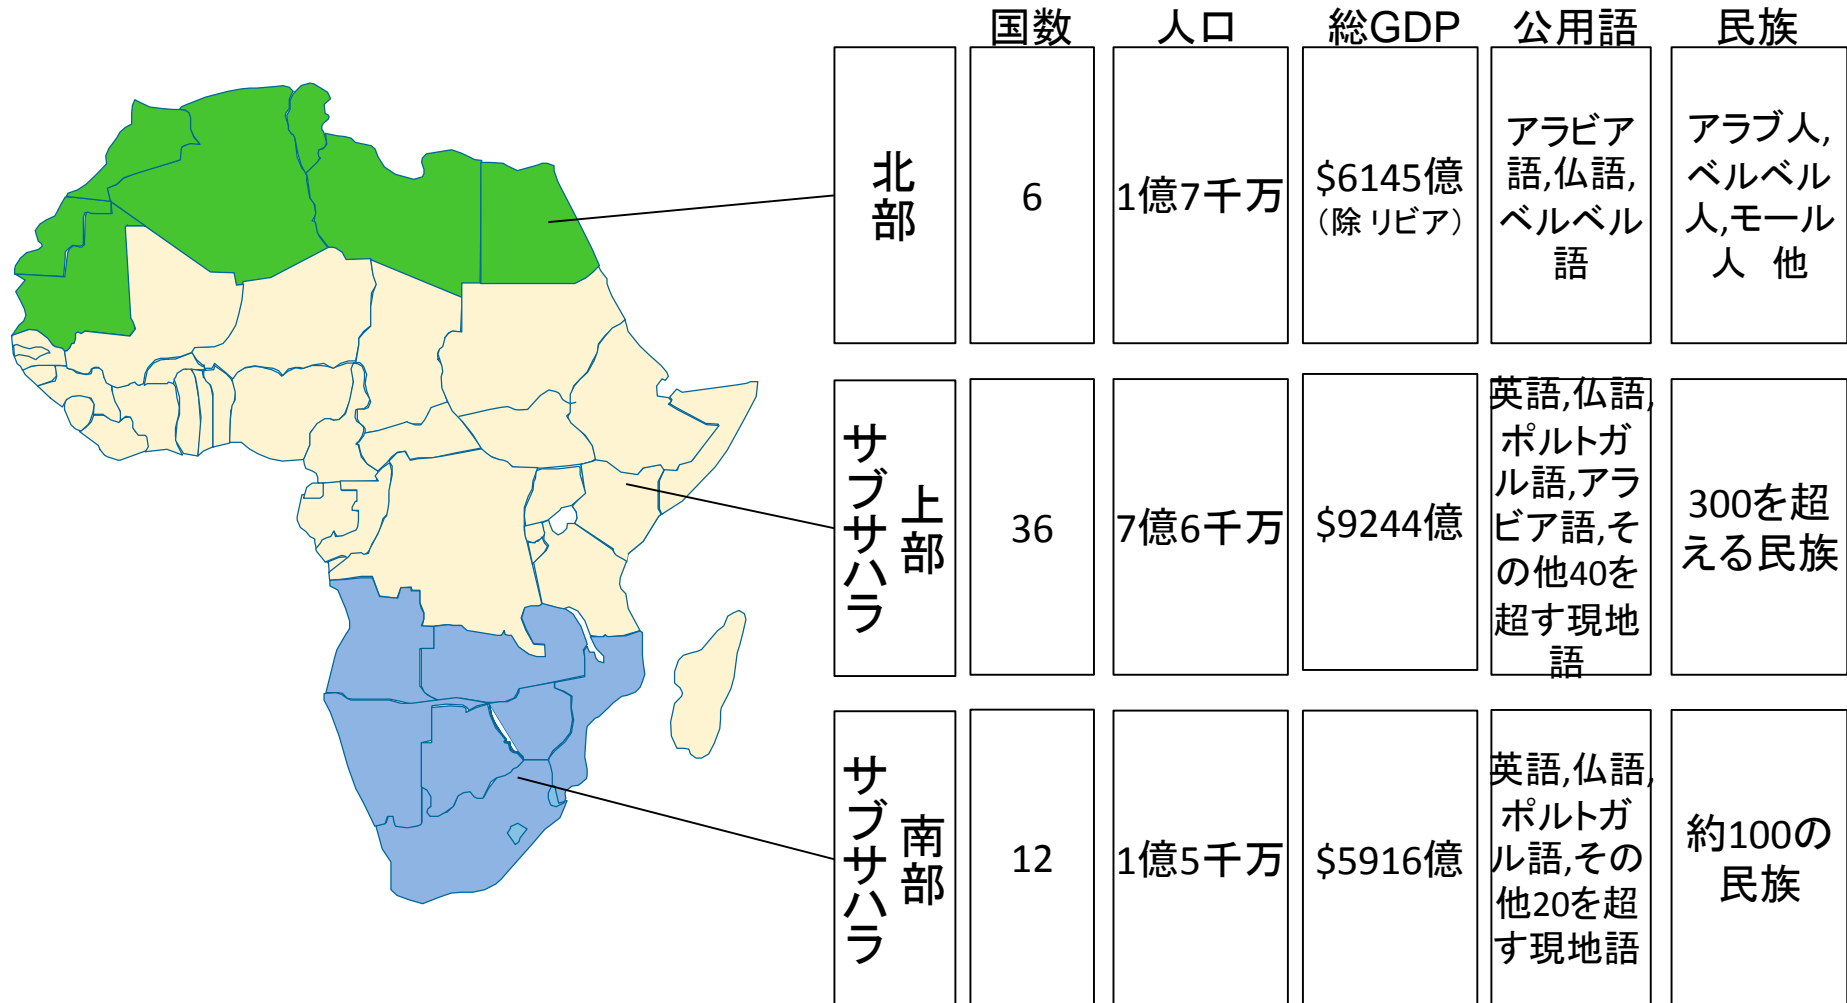 国数 人口 総GDP 公用語 民族
北部
6
1億7千万
$6145億
（除 リビア）
アラビア
語,仏語,
ベルベル
語
アラブ人,
ベルベル
人,モール
人 他
サブサハラ
上部
36
7億6千万
$9244億
英語,仏語,
ポルトガ
ル語,アラ
ビア語,そ
の他40を
超す現地
語
300を超
える民族
サブサハラ
南部
12
1億5千万
$5916億
英語,仏語,
ポルトガ
ル語,その
他20を超
す現地語
約100の
民族